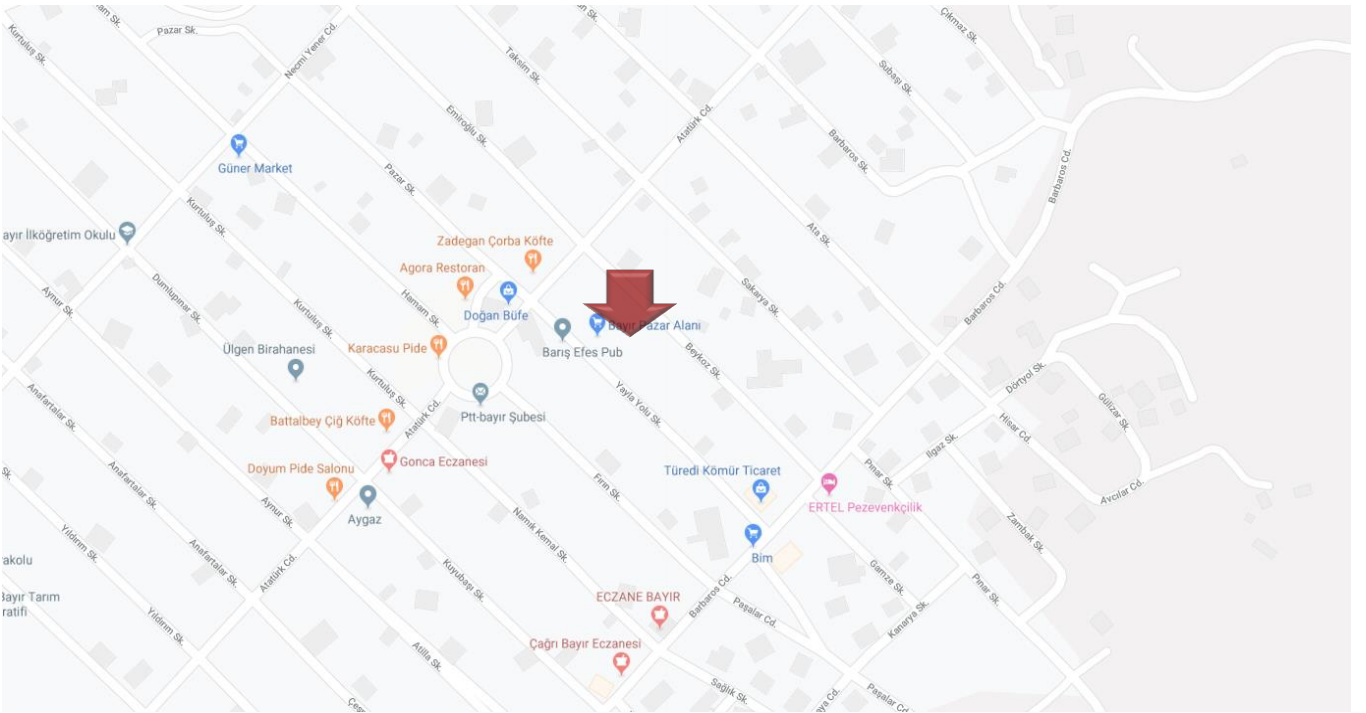 Çıkmaz Sk.
Pazar Sk.
Kurtuluş Sk.
Necmi Yener Cd.
Taksim Sk.
Subaşı Sk.
Emiroğlu Sk.
Atatürk Cd.
Barbaros Sk.
Güner Market
Pazar Sk.
Barbaros Cd.
Kurtuluş Sk.
ayır İlköğretim Okulu
Zadegan Çorba Köfte
Ata Sk.
Agora Restoran
Dumlupınar Sk.
Hamam Sk.
Sakarya Sk.
Aynur Sk.
Kurtuluş Sk.
Doğan Büfe
Barbaros Cd.
Bayır Pazar Alanı
Ülgen Birahanesi
Karacasu Pide
Barış Efes Pub
Beykoz Sk.
Kurtuluş Sk.
Dörtyol Sk.
Anafartalar Sk.
Yayla Yolu Sk.
Gülizar Sk.
Battalbey Çiğ Köfte
Atatürk Cd.
Ptt-bayır Şubesi
Hisar Cd.
Ilgaz Sk.
Gonca Eczanesi
Doyum Pide Salonu
Türedi Kömür Ticaret
Pınar Sk.
Anafartalar Sk.
Fırın Sk.
Avcılar Cd.
Sk.
Aynur Sk.
Aygaz
ERTEL Pezevenkçilik
Namık Kemal Sk.
Zambak Sk.
Yıldırım Sk.
Anafartalar Sk.
Bim
akolu
Atatürk Cd.
Kuyubaşı Sk.
Gamze Sk.
Pınar Sk.
Bayır Tarım
ratifi
ECZANE BAYIR
Barbaros Cd.
Paşalar Cd.
Kanarya Sk.
Yıldırım Sk.
Atilla Sk.
Çağrı Bayır Eczanesi
Sağlık Sk.
Paşalar Cd.